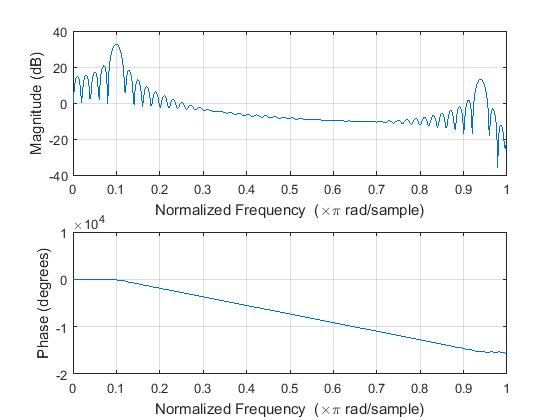 40
20
0
-20
-40
Magnitude (dB)
0 0.1 0.2 0.3 0.4 0.5 0.6 0.7 0.8 0.9 1
Normalized Frequency (×π rad/sample)
×10⁴
1
0
-1
-2
Phase (degrees)
0 0.1 0.2 0.3 0.4 0.5 0.6 0.7 0.8 0.9 1
Normalized Frequency (×π rad/sample)